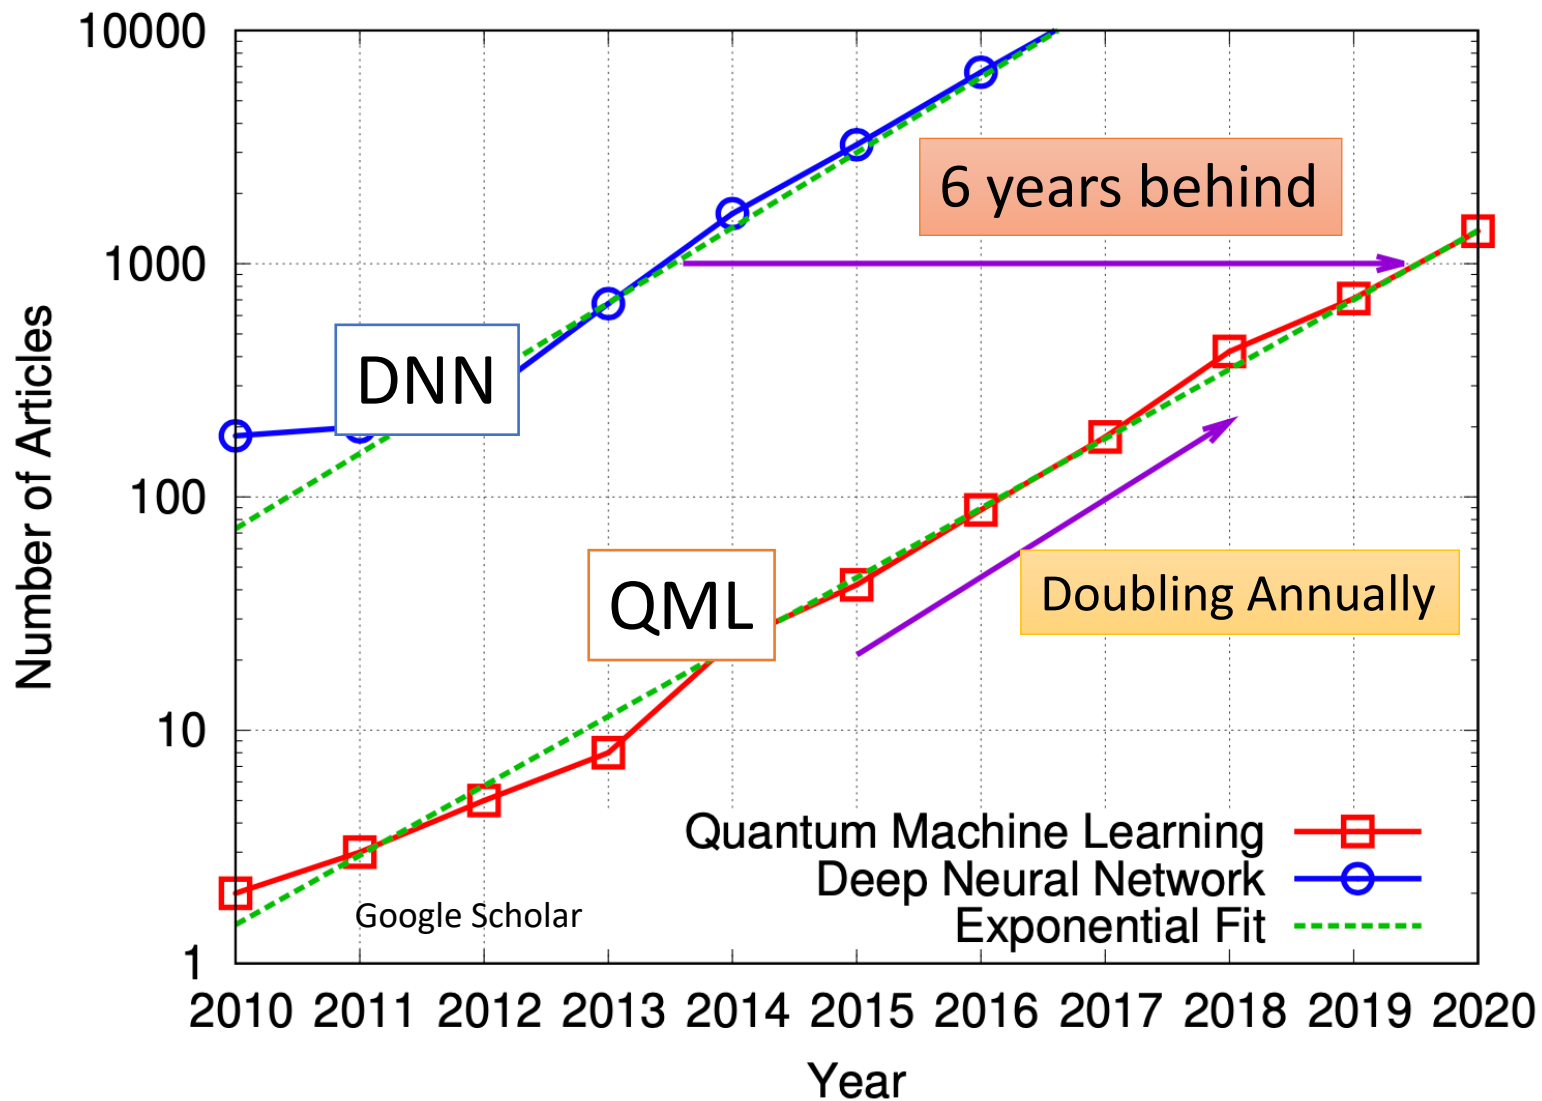 10000
1000
100
10
1
Number of Articles
DNN
6 years behind
QML
Doubling Annually
Quantum Machine Learning
Deep Neural Network
Exponential Fit
Google Scholar
2010 2011 2012 2013 2014 2015 2016 2017 2018 2019 2020
Year